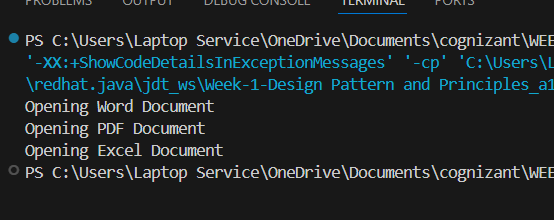 PROBLEMS OUTPUT DEBUG CONSOLE TERMINAL PORTS
PS C:\Users\Laptop Service\OneDrive\Documents\cognizant\WEE
'-XX:+ShowCodeDetailsInExceptionMessages' '-cp' 'C:\Users\L
\redhat.java\jdt_ws\Week-1-Design Pattern and Principles_a1
Opening Word Document
Opening PDF Document
Opening Excel Document
PS C:\Users\Laptop Service\OneDrive\Documents\cognizant\WEE